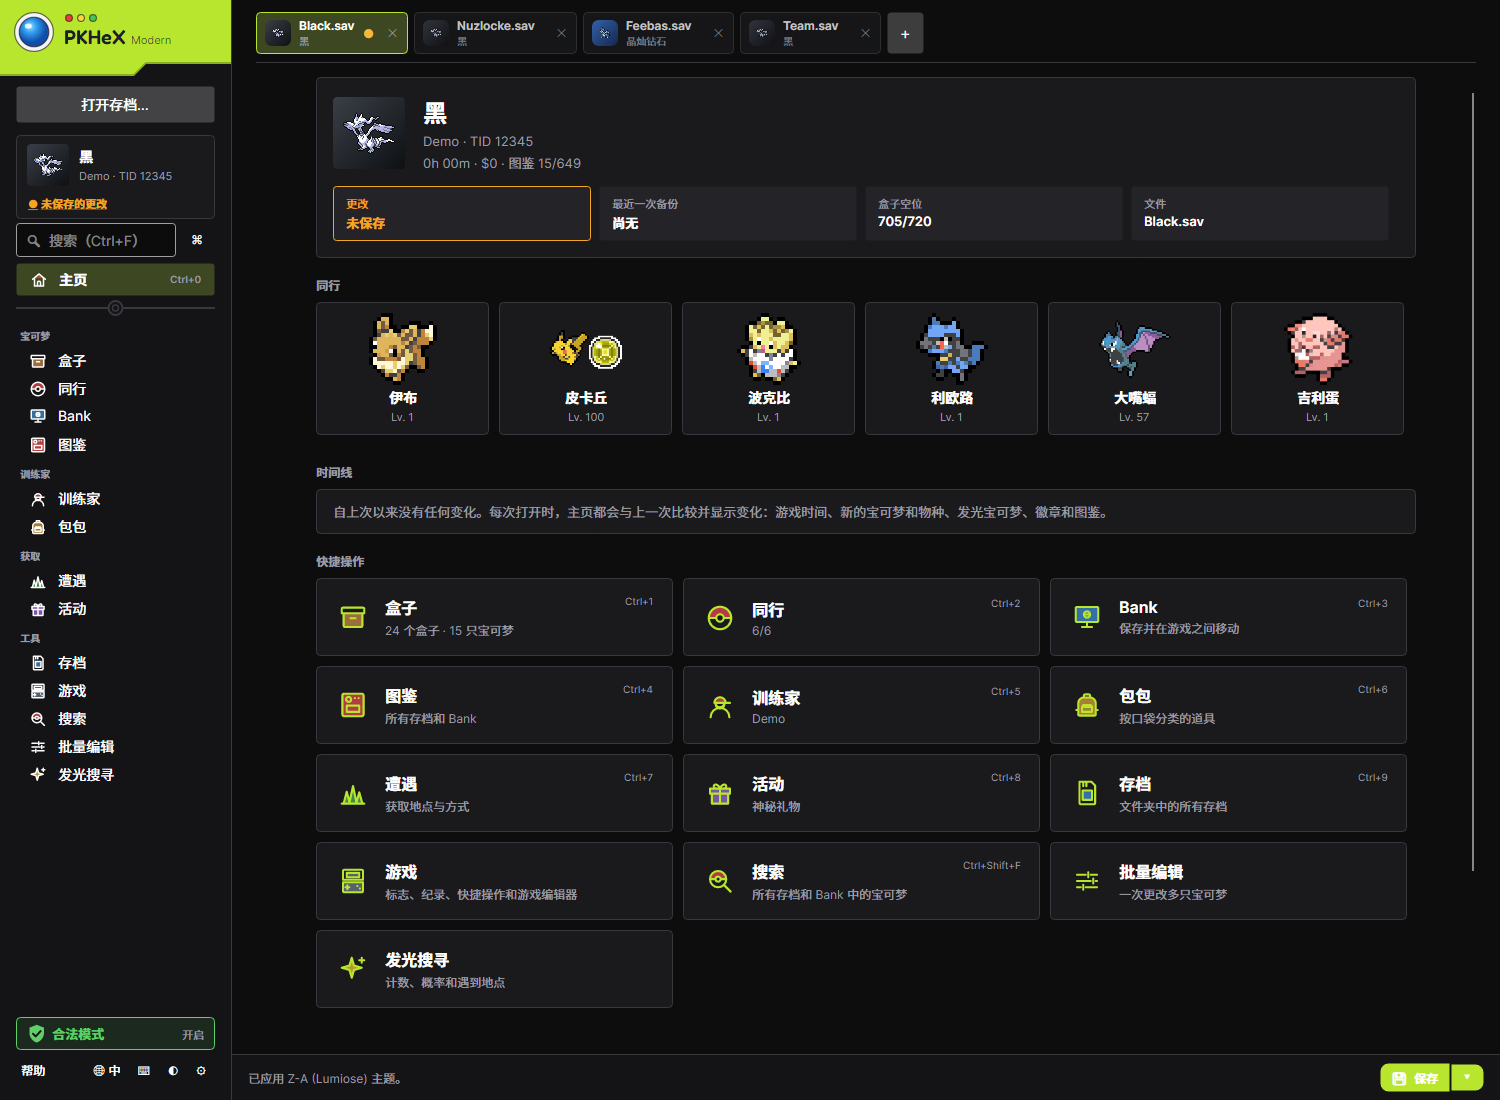 PKHeX Modern
打开存档...
黑
Demo · TID 12345
未保存的更改
搜索（Ctrl+F）
⌘
主页 Ctrl+0
宝可梦
盒子
同行
Bank
图鉴
训练家
训练家
包包
获取
遭遇
活动
工具
存档
游戏
搜索
批量编辑
发光搜寻
合法模式 开启
帮助 中
Black.sav
黑
Nuzlocke.sav
黑
Feebas.sav
晶灿钻石
Team.sav
黑
+
黑
Demo · TID 12345
0h 00m · $0 · 图鉴 15/649
更改
未保存
最近一次备份
尚无
盒子空位
705/720
文件
Black.sav
同行
伊布
Lv. 1
皮卡丘
Lv. 100
波克比
Lv. 1
利欧路
Lv. 1
大嘴蝠
Lv. 57
吉利蛋
Lv. 1
时间线
自上次以来没有任何变化。每次打开时，主页都会与上一次比较并显示变化：游戏时间、新的宝可梦和物种、发光宝可梦、徽章和图鉴。
快捷操作
盒子 Ctrl+1
24 个盒子 · 15 只宝可梦
同行 Ctrl+2
6/6
Bank Ctrl+3
保存并在游戏之间移动
图鉴 Ctrl+4
所有存档和 Bank
训练家 Ctrl+5
Demo
包包 Ctrl+6
按口袋分类的道具
遭遇 Ctrl+7
获取地点与方式
活动 Ctrl+8
神秘礼物
存档 Ctrl+9
文件夹中的所有存档
游戏
标志、纪录、快捷操作和游戏编辑器
搜索 Ctrl+Shift+F
所有存档和 Bank 中的宝可梦
批量编辑
一次更改多只宝可梦
发光搜寻
计数、概率和遇到地点
已应用 Z-A (Lumiose) 主题。
保存